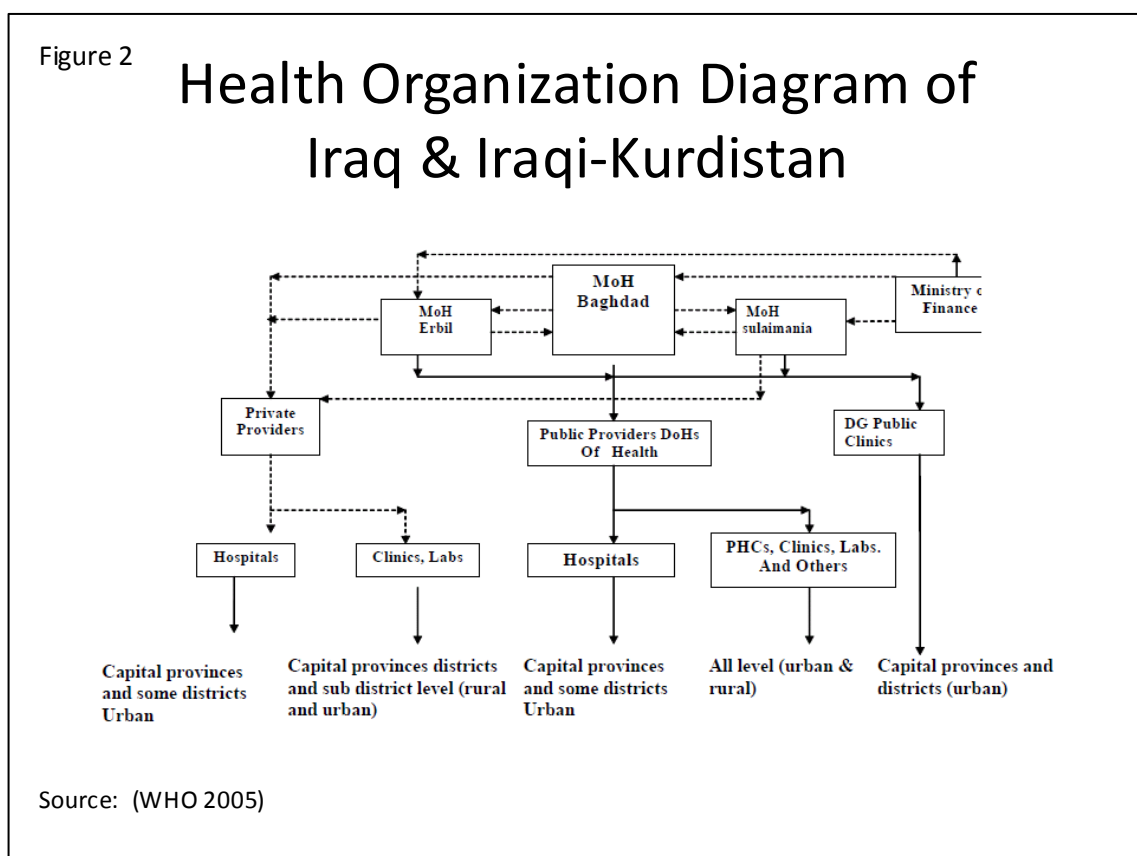 Figure 2
Health Organization Diagram of
Iraq & Iraqi-Kurdistan
MoH
Baghdad
Ministry o
Finance
MoH
Erbil
MoH
sulaimania
Private
Providers
Public Providers DoHs
Of Health
DG Public
Clinics
Hospitals
Clinics, Labs
Hospitals
PHCs, Clinics, Labs.
And Others
Capital provinces
and some districts
Urban
Capital provinces districts
and sub district level (rural
and urban)
Capital provinces
and some districts
Urban
All level (urban &
rural)
Capital provinces and
districts (urban)
Source: (WHO 2005)